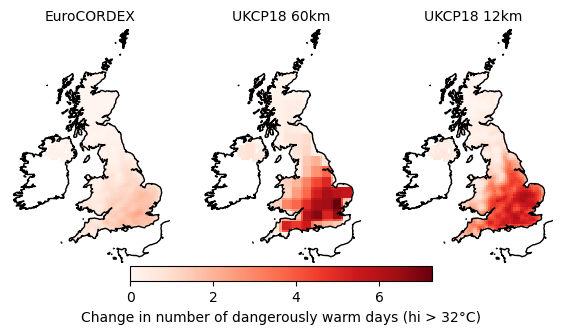 EuroCORDEX
UKCP18 60km
UKCP18 12km
0
2
4
6
Change in number of dangerously warm days (hi > 32°C)